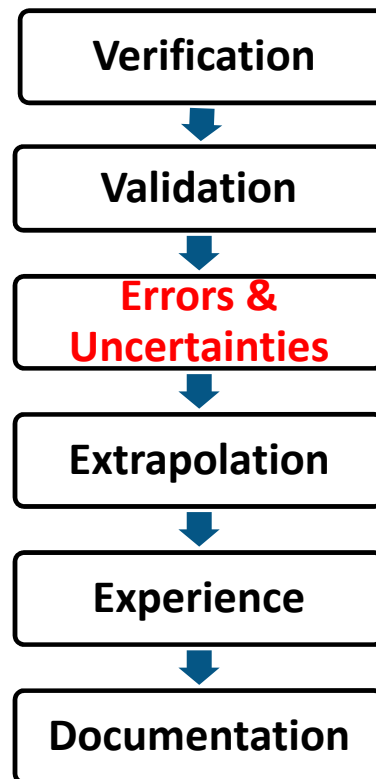 Verification
Validation
Errors &
Uncertainties
Extrapolation
Experience
Documentation